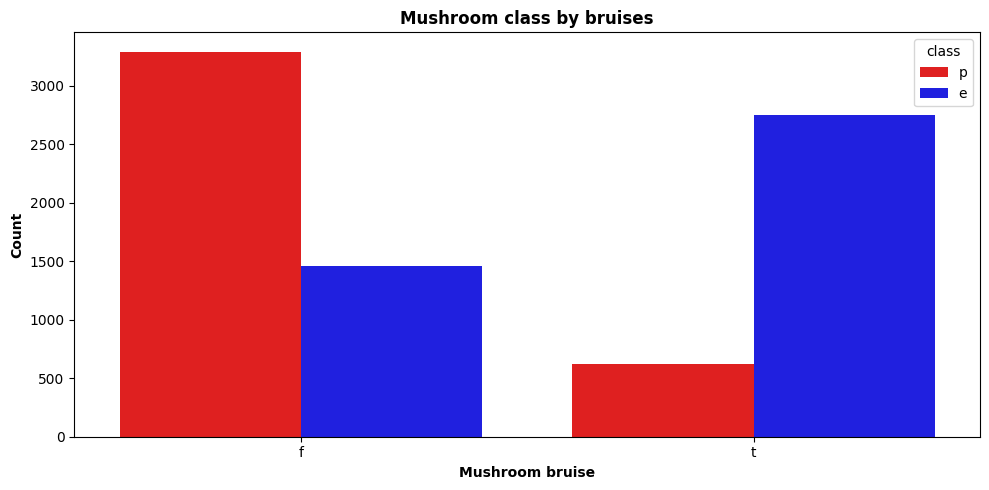 Mushroom class by bruises
class
p
e
3000
2500
2000
1500
1000
500
0
Count
f
t
Mushroom bruise